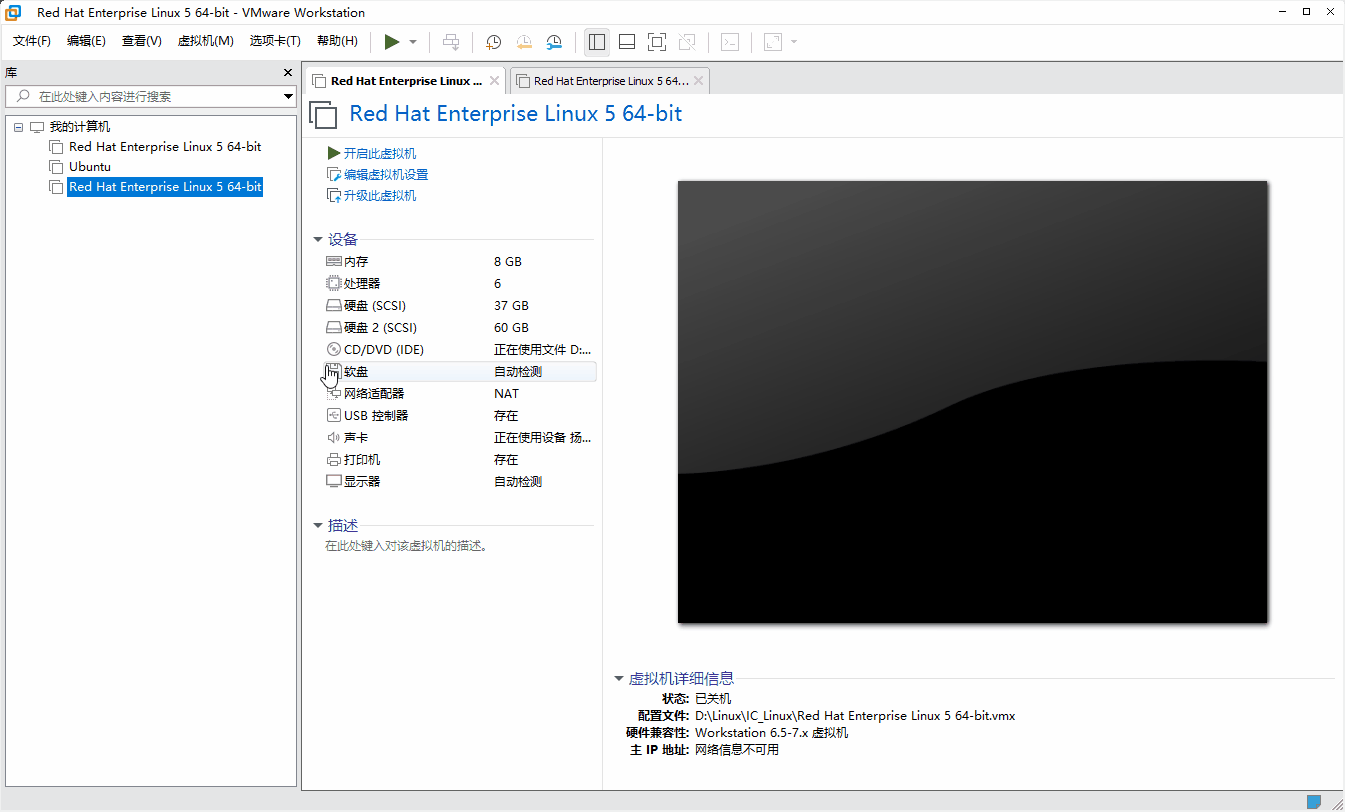 Red Hat Enterprise Linux 5 64-bit - VMware Workstation
文件(F) 编辑(E) 查看(V) 虚拟机(M) 选项卡(T) 帮助(H)
库
在此处键入内容进行搜索
我的计算机
Red Hat Enterprise Linux 5 64-bit
Ubuntu
Red Hat Enterprise Linux 5 64-bit
Red Hat Enterprise Linux ...
Red Hat Enterprise Linux 5 64...
Red Hat Enterprise Linux 5 64-bit
开启此虚拟机
编辑虚拟机设置
升级此虚拟机
设备
内存 8 GB
处理器 6
硬盘 (SCSI) 37 GB
硬盘 2 (SCSI) 60 GB
CD/DVD (IDE) 正在使用文件 D:...
软盘 自动检测
网络适配器 NAT
USB 控制器 存在
声卡 正在使用设备 扬...
打印机 存在
显示器 自动检测
描述
在此处键入对该虚拟机的描述。
虚拟机详细信息
状态: 已关机
配置文件: D:\Linux\IC_Linux\Red Hat Enterprise Linux 5 64-bit.vmx
硬件兼容性: Workstation 6.5-7.x 虚拟机
主 IP 地址: 网络信息不可用